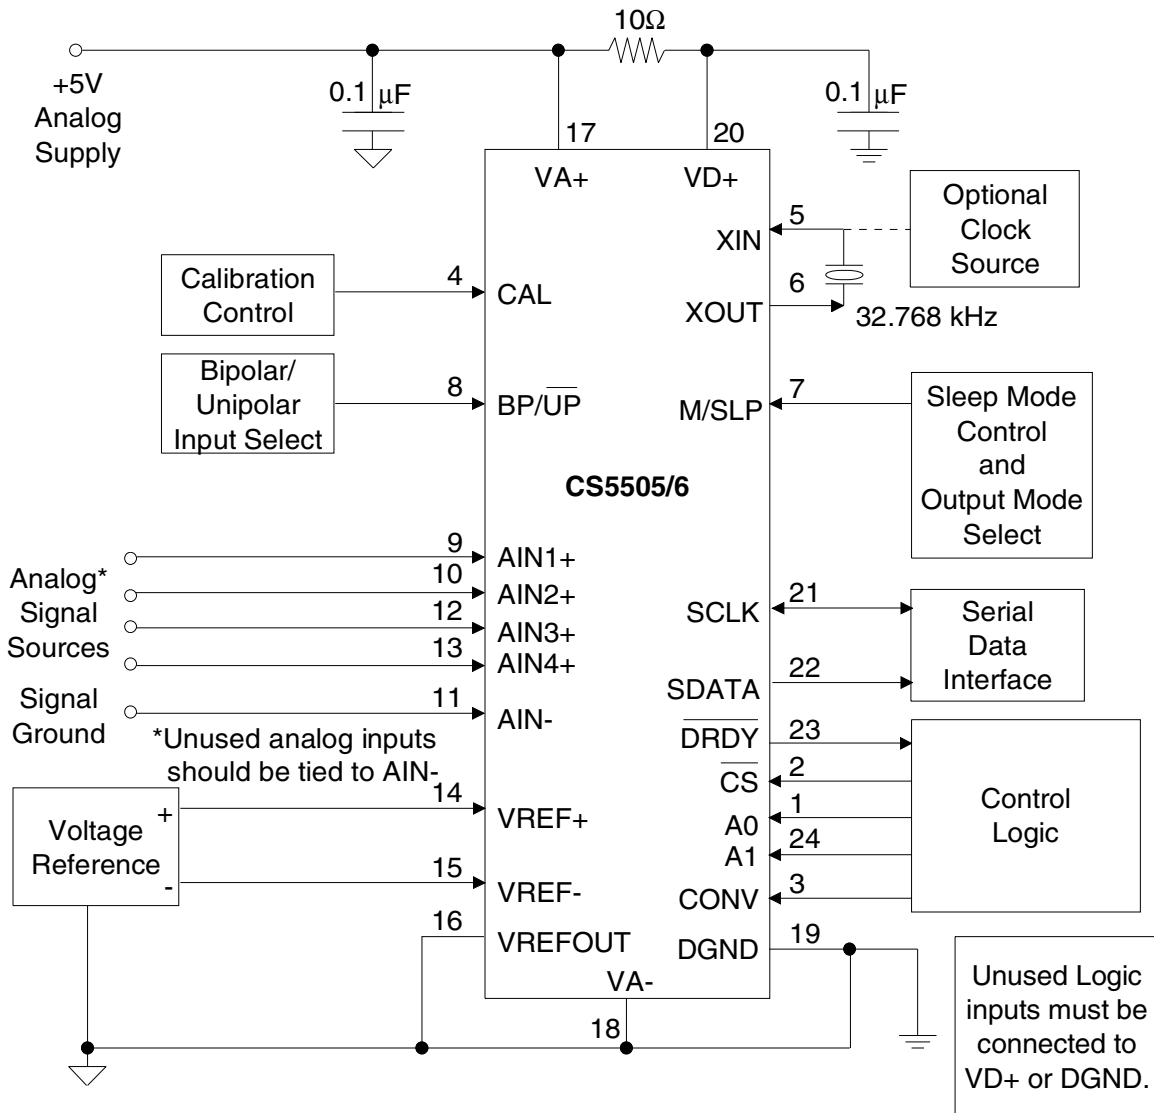 10Ω
+5V
Analog
Supply
0.1 µF
0.1 µF
17
20
VA+
VD+
Optional
Clock
Source
5
XIN
6
XOUT
32.768 kHz
Calibration
Control
4
CAL
Bipolar/
Unipolar
Input Select
8
BP/U̅P̅
7
M/SLP
Sleep Mode
Control
and
Output Mode
Select
CS5505/6
Analog*
Signal
Sources
9
AIN1+
10
AIN2+
12
AIN3+
13
AIN4+
Signal
Ground
11
AIN-
*Unused analog inputs
should be tied to AIN-
21
SCLK
22
SDATA
Serial
Data
Interface
23
D̅R̅D̅Y̅
2
C̅S̅
1
A0
24
A1
3
CONV
Control
Logic
Voltage
Reference
+
-
14
VREF+
15
VREF-
16
VREFOUT
19
DGND
VA-
18
Unused Logic
inputs must be
connected to
VD+ or DGND.